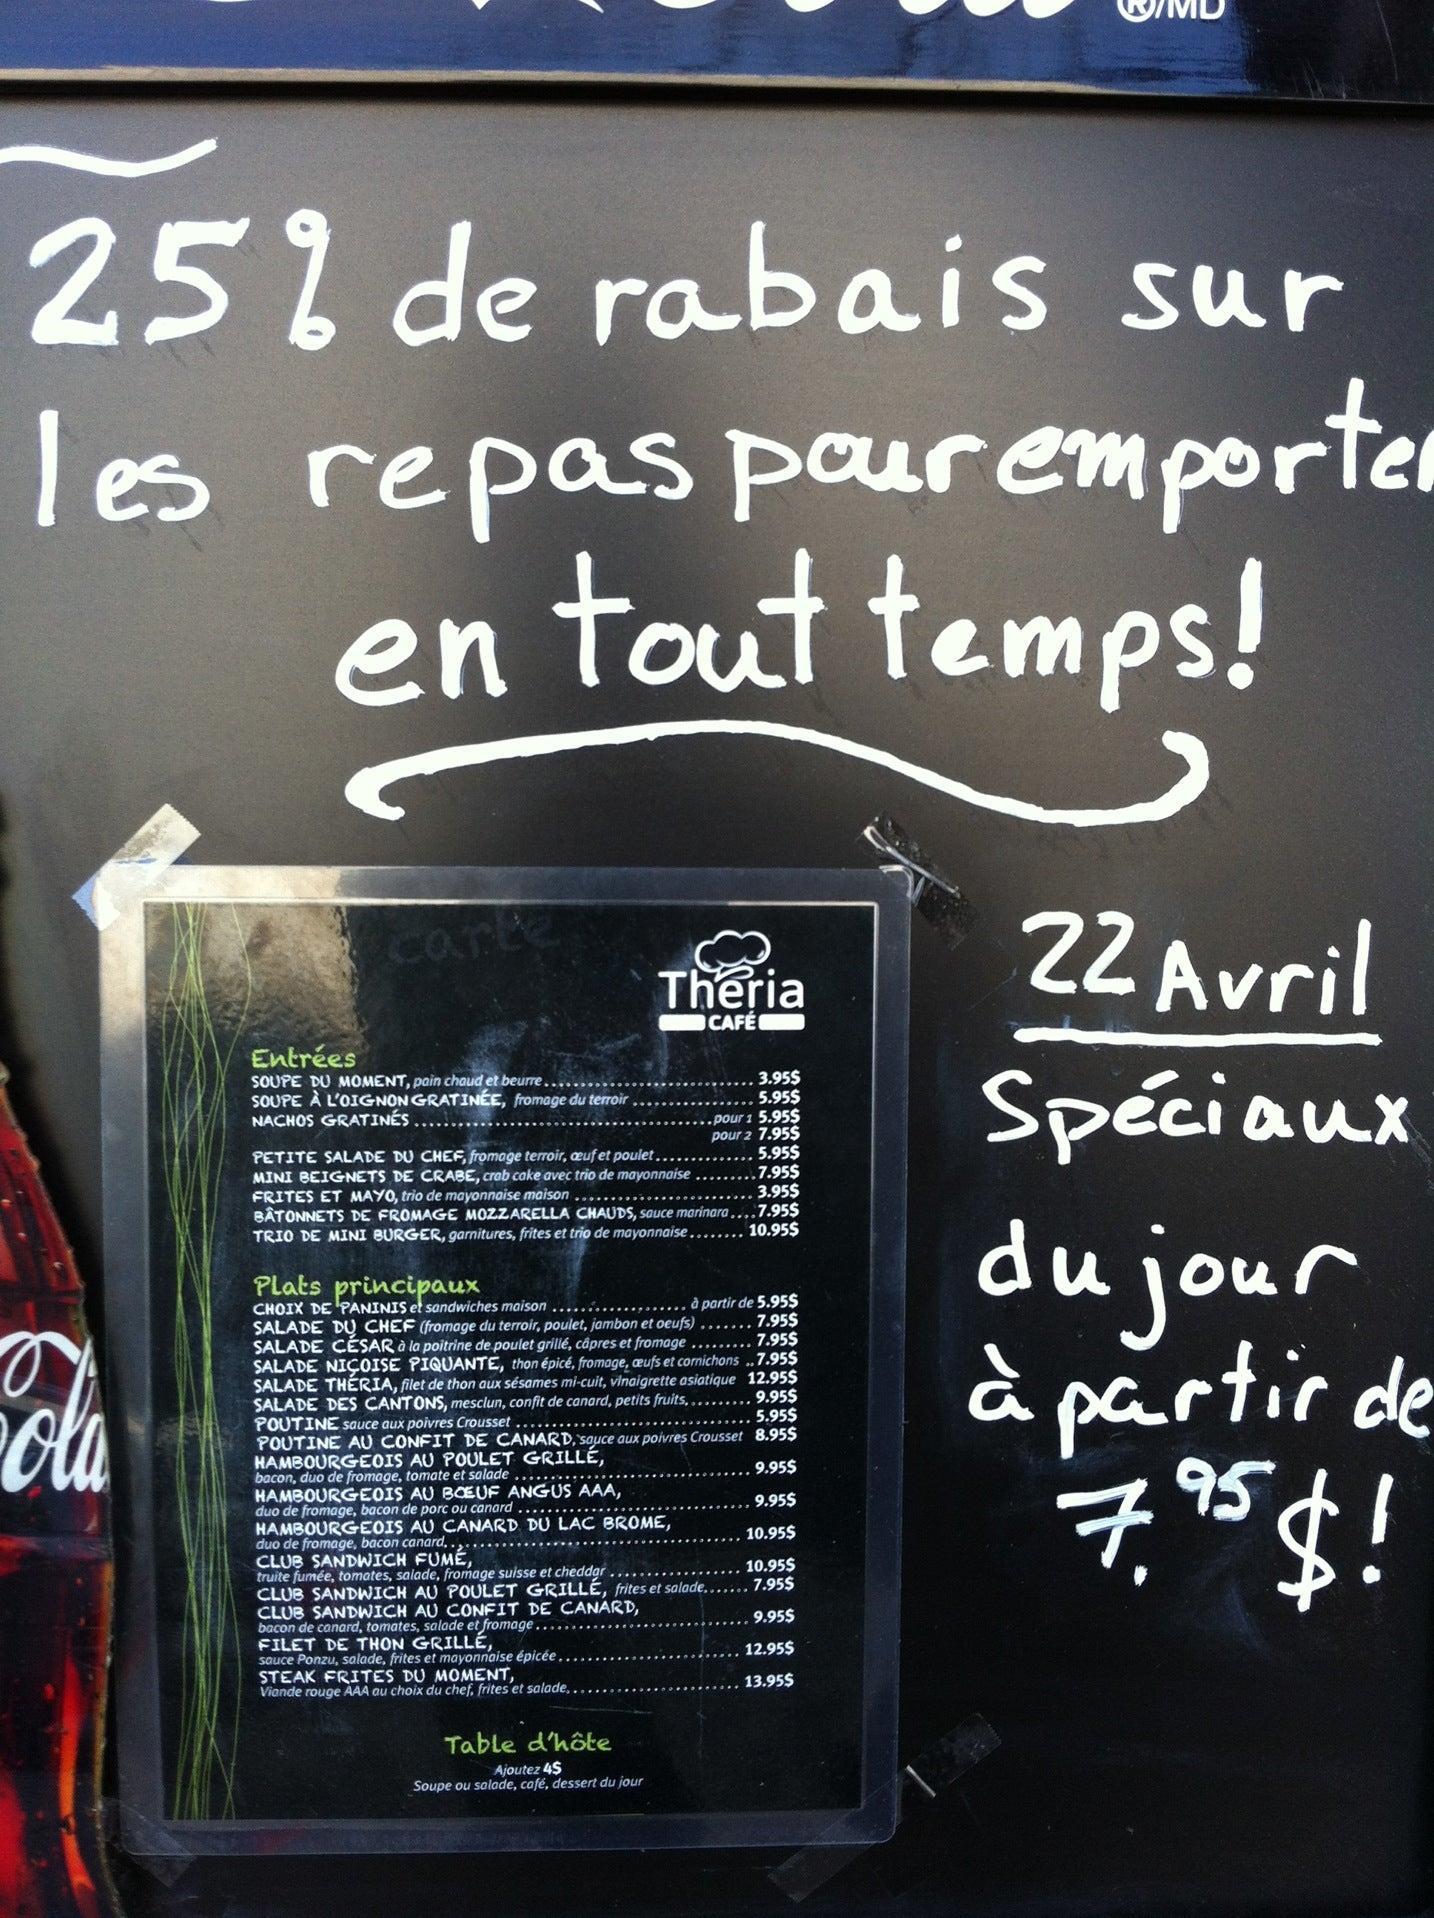 ®/MD
25% de rabais sur
les repas pour emporter
en tout temps!
22 Avril
Spéciaux
du jour
à partir de
7.95 $!
carte
Théria
CAFÉ
Entrées
SOUPE DU MOMENT, pain chaud et beurre 3.95$
SOUPE À L'OIGNON GRATINÉE, fromage du terroir 5.95$
NACHOS GRATINÉS pour 1 5.95$
pour 2 7.95$
PETITE SALADE DU CHEF, fromage terroir, œuf et poulet 5.95$
MINI BEIGNETS DE CRABE, crab cake avec trio de mayonnaise 7.95$
FRITES ET MAYO, trio de mayonnaise maison 3.95$
BÂTONNETS DE FROMAGE MOZZARELLA CHAUDS, sauce marinara 7.95$
TRIO DE MINI BURGER, garnitures, frites et trio de mayonnaise 10.95$
Plats principaux
CHOIX DE PANINIS et sandwiches maison à partir de 5.95$
SALADE DU CHEF (fromage du terroir, poulet, jambon et oeufs) 7.95$
SALADE CÉSAR à la poitrine de poulet grillé, câpres et fromage 7.95$
SALADE NIÇOISE PIQUANTE, thon épicé, fromage, œufs et cornichons 7.95$
SALADE THÉRIA, filet de thon aux sésames mi-cuit, vinaigrette asiatique 12.95$
SALADE DES CANTONS, mesclun, confit de canard, petits fruits, 9.95$
POUTINE sauce aux poivres Crousset 5.95$
POUTINE AU CONFIT DE CANARD, sauce aux poivres Crousset 8.95$
HAMBOURGEOIS AU POULET GRILLÉ,
bacon, duo de fromage, tomate et salade 9.95$
HAMBOURGEOIS AU BŒUF ANGUS AAA,
duo de fromage, bacon de porc ou canard 9.95$
HAMBOURGEOIS AU CANARD DU LAC BROME,
duo de fromage, bacon canard, 10.95$
CLUB SANDWICH FUMÉ,
truite fumée, tomates, salade, fromage suisse et cheddar 10.95$
CLUB SANDWICH AU POULET GRILLÉ, frites et salade 7.95$
CLUB SANDWICH AU CONFIT DE CANARD,
bacon de canard, tomates, salade et fromage 9.95$
FILET DE THON GRILLÉ,
sauce Ponzu, salade, frites et mayonnaise épicée 12.95$
STEAK FRITES DU MOMENT,
Viande rouge AAA au choix du chef, frites et salade, 13.95$
Table d'hôte
Ajoutez 4$
Soupe ou salade, café, dessert du jour
Cola